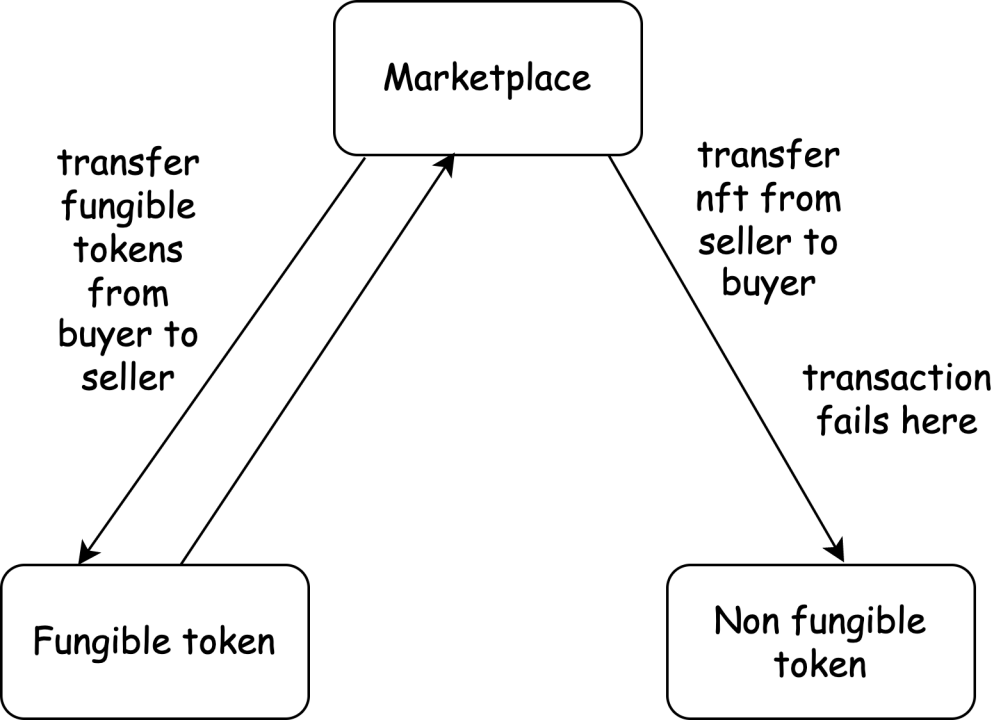 Marketplace
transfer
fungible
tokens
from
buyer to
seller
transfer
nft from
seller to
buyer
transaction
fails here
Fungible token
Non fungible
token